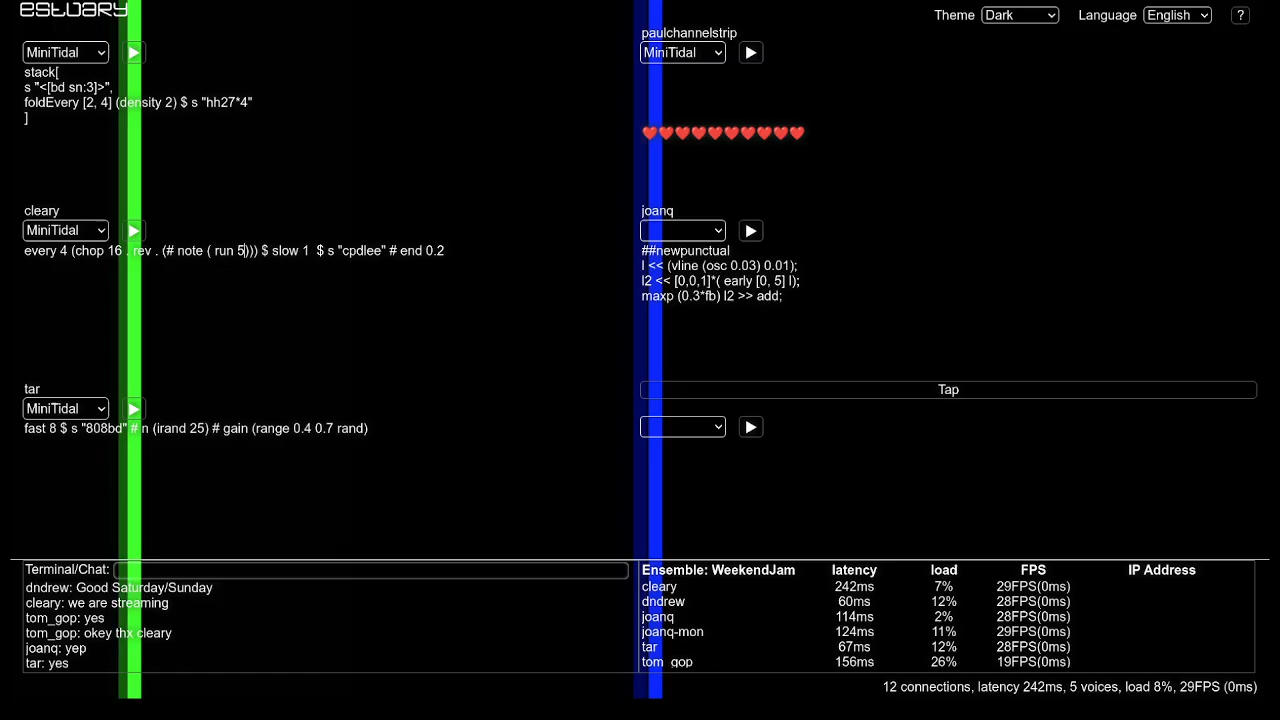 estuary
Theme Dark Language English ?
MiniTidal
stack[
s "<[bd sn:3]>",
foldEvery [2, 4] (density 2) $ s "hh27*4"
]
paulchannelstrip
MiniTidal
cleary
MiniTidal
every 4 (chop 16 . rev . (# note ( run 5))) $ slow 1  $ s "cpdlee" # end 0.2
joanq
##newpunctual
l << (vline (osc 0.03) 0.01);
l2 << [0,0,1]*( early [0, 5] l);
maxp (0.3*fb) l2 >> add;
tar
MiniTidal
fast 8 $ s "808bd" # n (irand 25) # gain (range 0.4 0.7 rand)
Tap
Terminal/Chat:
dndrew: Good Saturday/Sunday
cleary: we are streaming
tom_gop: yes
tom_gop: okey thx cleary
joanq: yep
tar: yes
Ensemble: WeekendJam latency load FPS IP Address
cleary 242ms 7% 29FPS(0ms)
dndrew 60ms 12% 28FPS(0ms)
joanq 114ms 2% 28FPS(0ms)
joanq-mon 124ms 11% 29FPS(0ms)
tar 67ms 12% 28FPS(0ms)
tom_gop 156ms 26% 19FPS(0ms)
12 connections, latency 242ms, 5 voices, load 8%, 29FPS (0ms)